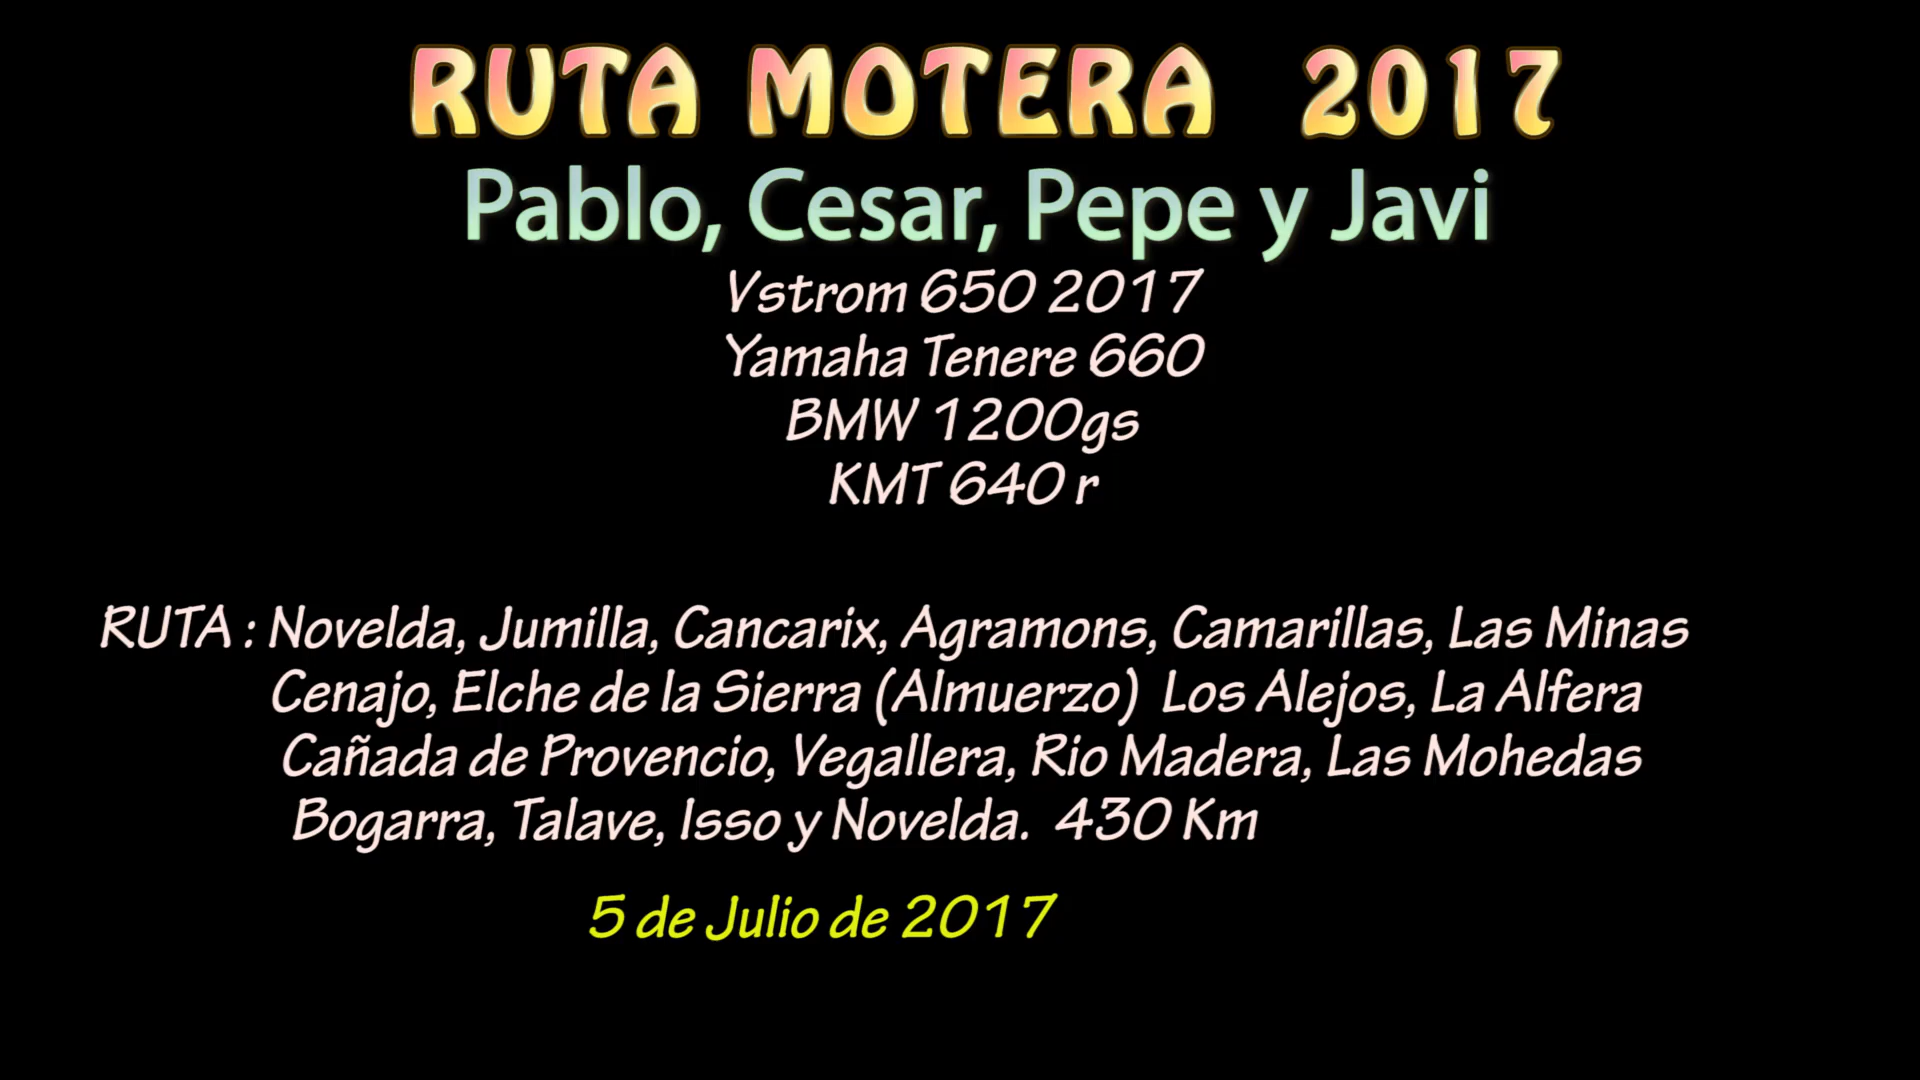 RUTA MOTERA 2017
Pablo, Cesar, Pepe y Javi
Vstrom 650 2017
Yamaha Tenere 660
BMW 1200gs
KMT 640 r
RUTA : Novelda, Jumilla, Cancarix, Agramons, Camarillas, Las Minas
Cenajo, Elche de la Sierra (Almuerzo) Los Alejos, La Alfera
Cañada de Provencio, Vegallera, Rio Madera, Las Mohedas
Bogarra, Talave, Isso y Novelda. 430 Km
5 de Julio de 2017